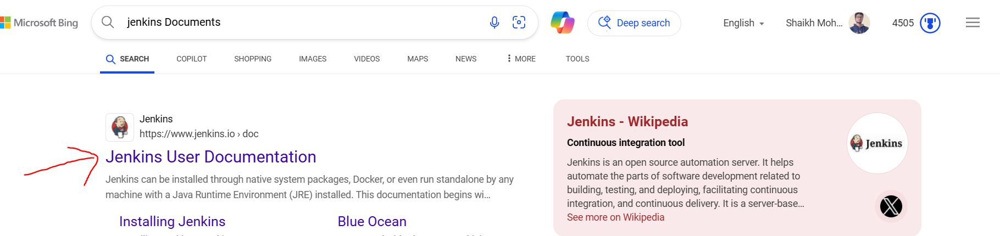 Microsoft Bing
jenkins Documents
Deep search
English
Shaikh Moh...
4505
SEARCH
COPILOT
SHOPPING
IMAGES
VIDEOS
MAPS
NEWS
MORE
TOOLS
Jenkins
https://www.jenkins.io › doc
Jenkins User Documentation
Jenkins can be installed through native system packages, Docker, or even run standalone by any
machine with a Java Runtime Environment (JRE) installed. This documentation begins wi...
Installing Jenkins
Blue Ocean
Jenkins - Wikipedia
Continuous integration tool
Jenkins
Jenkins is an open source automation server. It helps
automate the parts of software development related to
building, testing, and deploying, facilitating continuous
integration, and continuous delivery. It is a server-base...
See more on Wikipedia